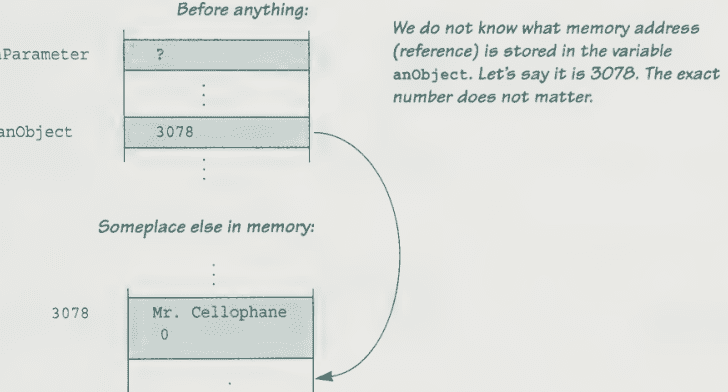 Before anything:
We do not know what memory address
(reference) is stored in the variable
anObject. Let's say it is 3078. The exact
number does not matter.
aParameter
?
anObject
3078
Someplace else in memory:
3078
Mr. Cellophane
0